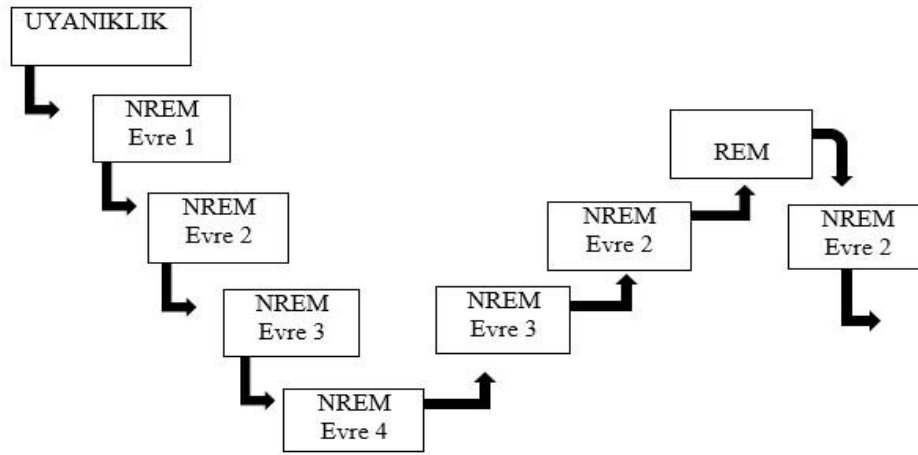 UYANIKLIK
NREM
Evre 1
NREM
Evre 2
NREM
Evre 3
NREM
Evre 4
NREM
Evre 3
NREM
Evre 2
REM
NREM
Evre 2